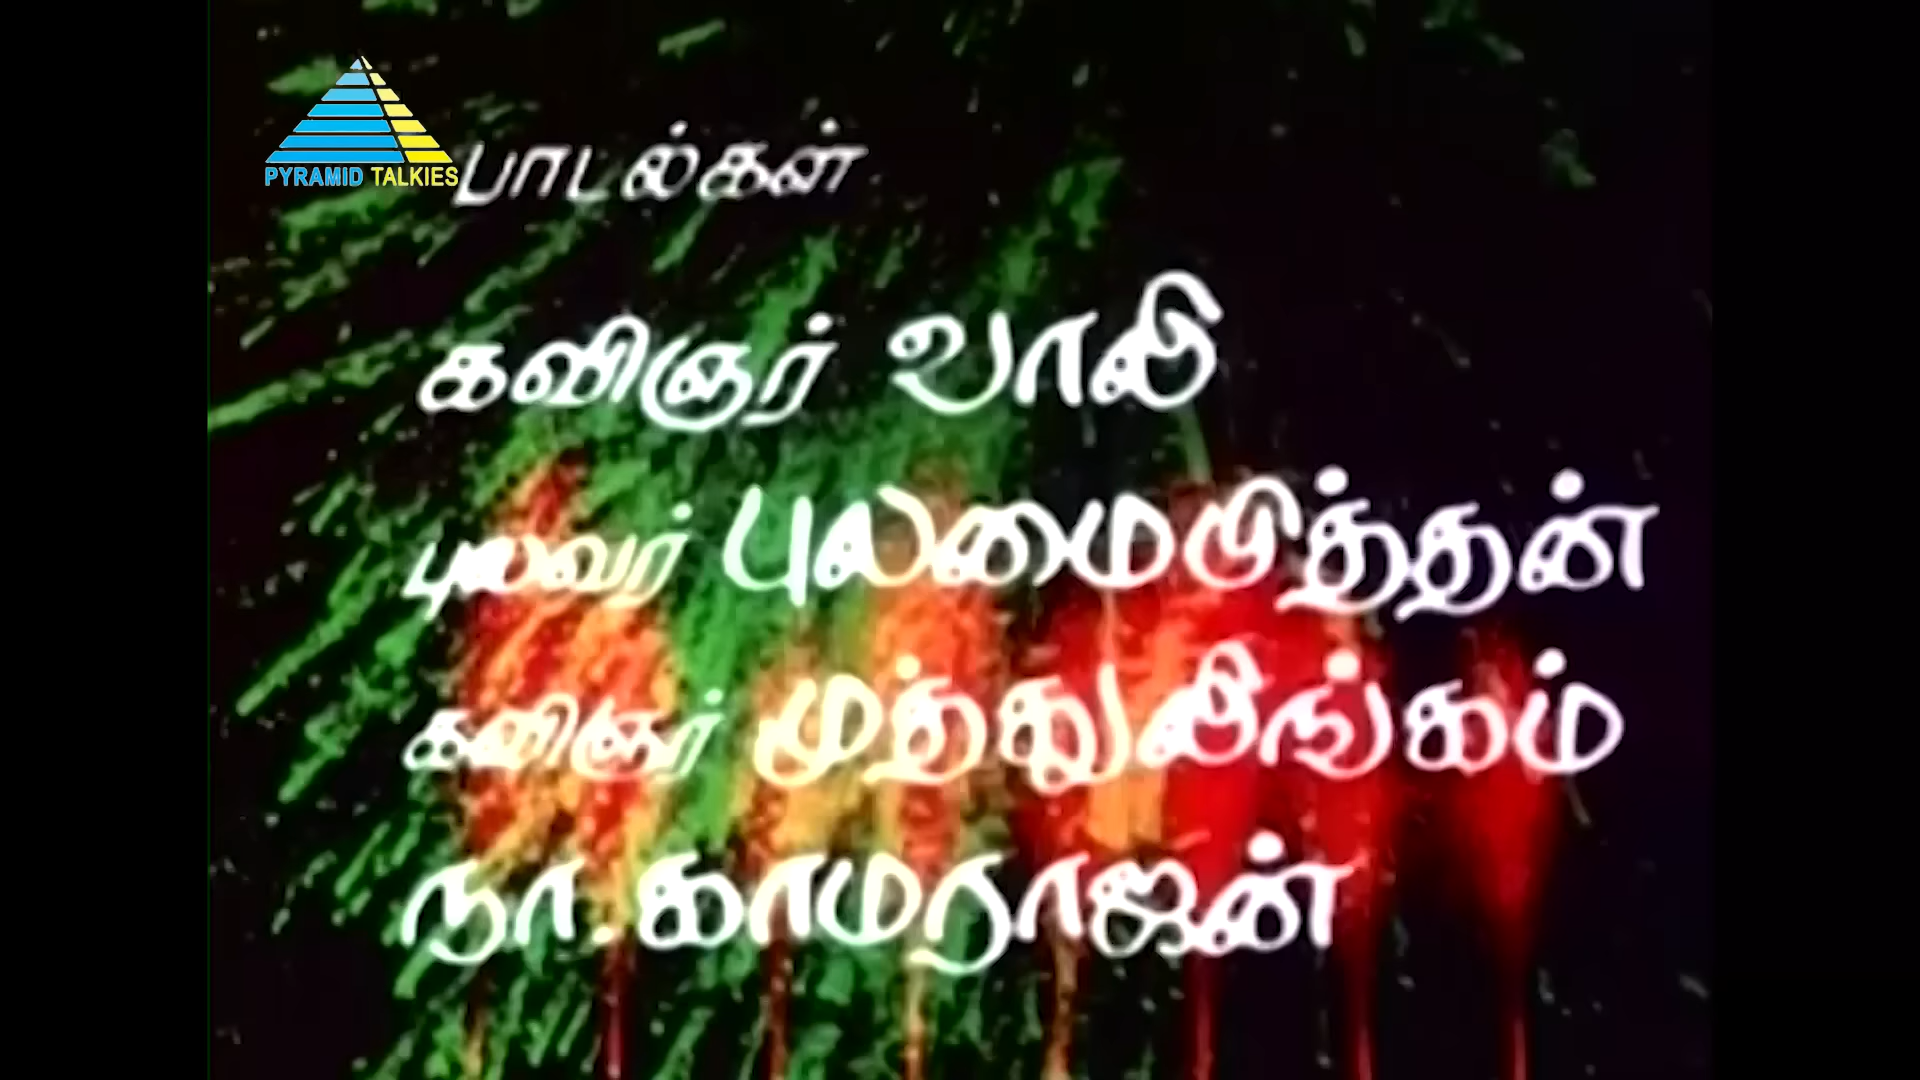 PYRAMID TALKIES
பாடல்கள்
கவிஞர் வாலி
புலவர் புலமைபித்தன்
கவிஞர் முத்துலிங்கம்
நா. காமராஜன்